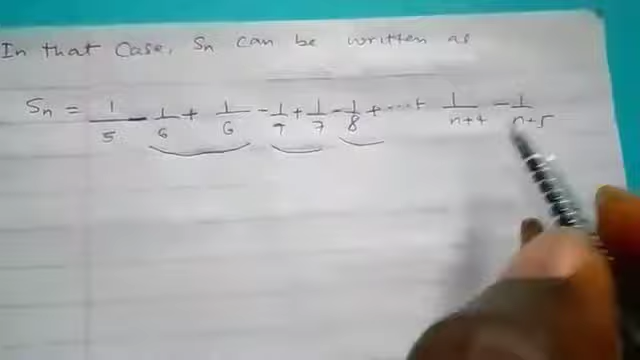 In that Case, Sn can be written as
Sn = 1/5 - 1/6 + 1/6 - 1/7 + 1/7 - 1/8 + ---- + 1/n+4 - 1/n+5